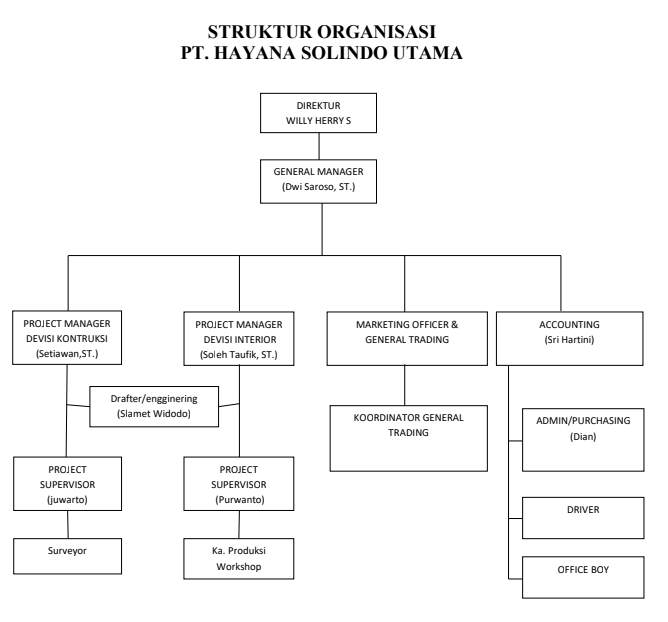 STRUKTUR ORGANISASI
PT. HAYANA SOLINDO UTAMA
DIREKTUR
WILLY HERRY S
GENERAL MANAGER
(Dwi Saroso, ST.)
PROJECT MANAGER
DEVISI KONTRUKSI
(Setiawan,ST.)
PROJECT MANAGER
DEVISI INTERIOR
(Soleh Taufik, ST.)
MARKETING OFFICER &
GENERAL TRADING
ACCOUNTING
(Sri Hartini)
Drafter/enggineering
(Slamet Widodo)
KOORDINATOR GENERAL
TRADING
ADMIN/PURCHASING
(Dian)
PROJECT
SUPERVISOR
(juwarto)
PROJECT
SUPERVISOR
(Purwanto)
DRIVER
Surveyor
Ka. Produksi
Workshop
OFFICE BOY